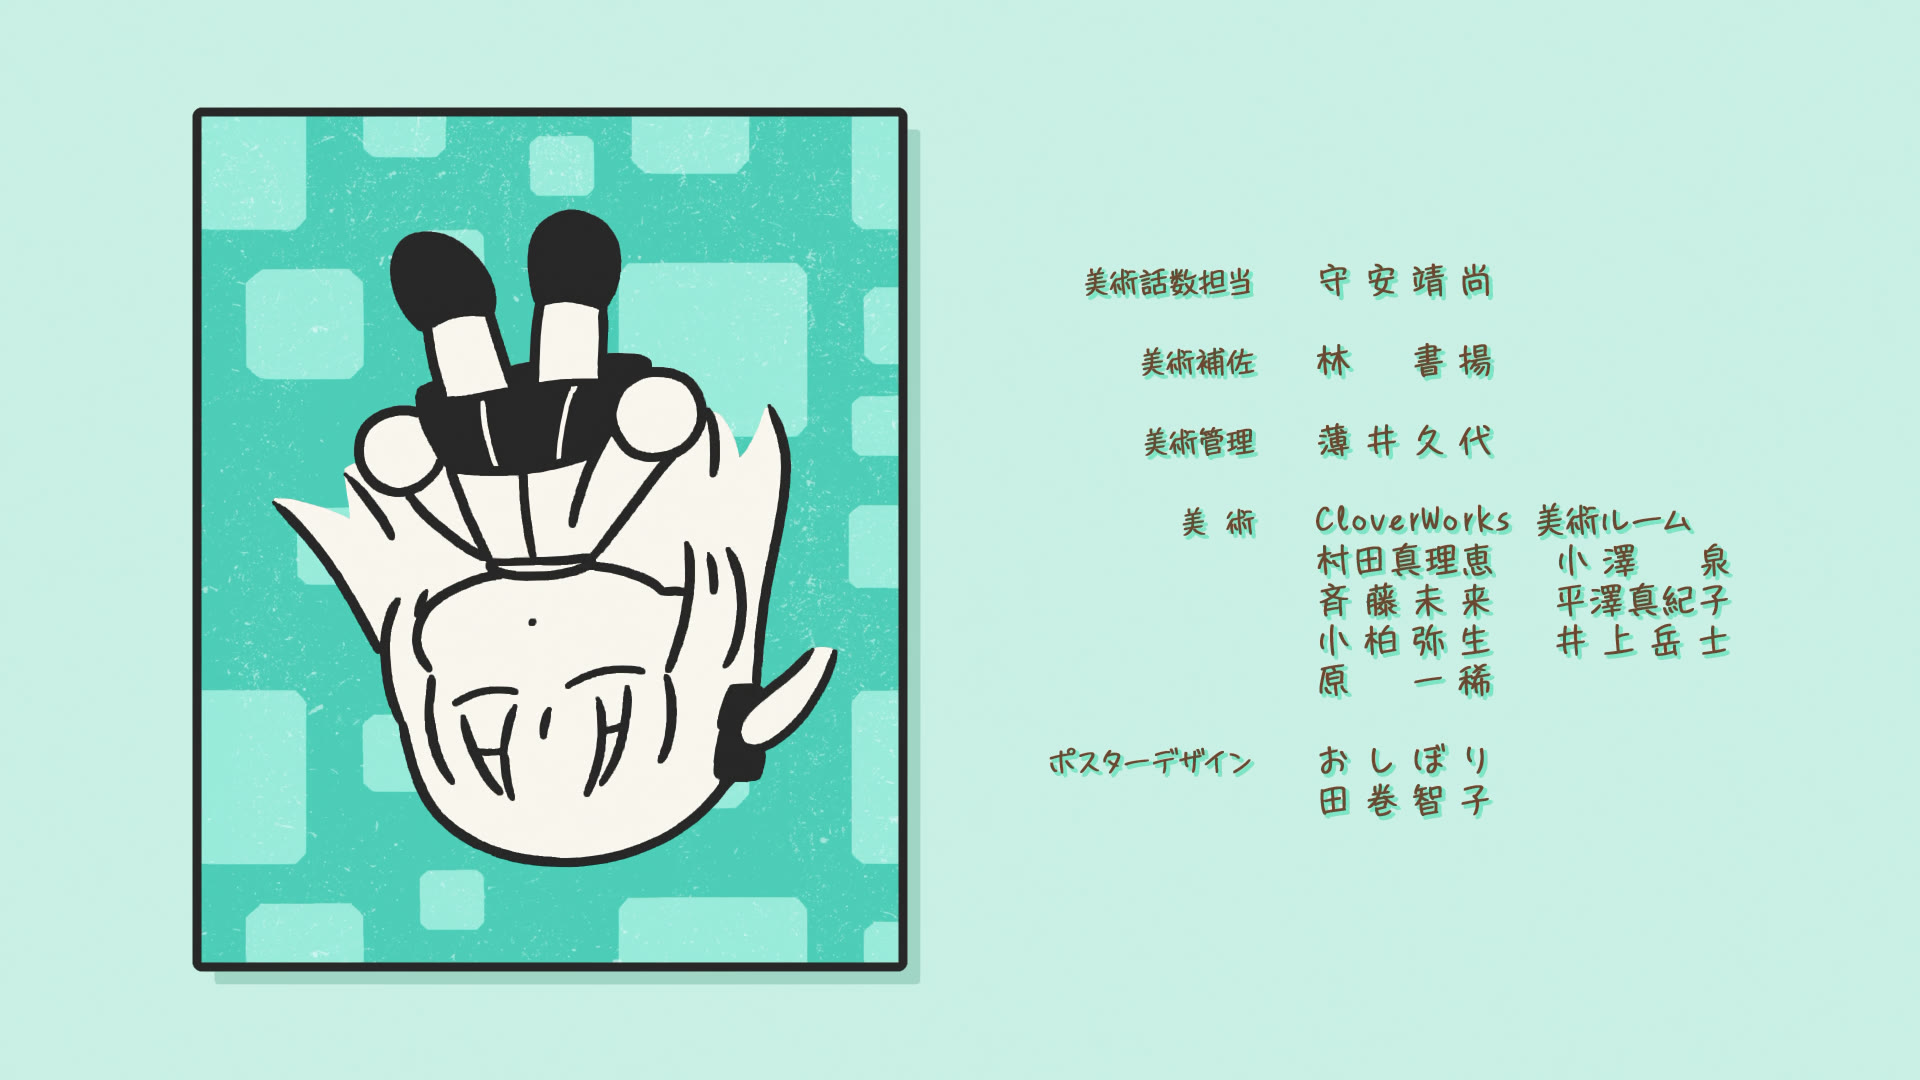 美術話数担当 守安靖尚
美術補佐 林 書揚
美術管理 薄井久代
美術 CloverWorks 美術ルーム
村田真理恵 小澤 泉
斉藤未来 平澤真紀子
小柏弥生 井上岳士
原 一稀
ポスターデザイン おしぼり
田巻智子